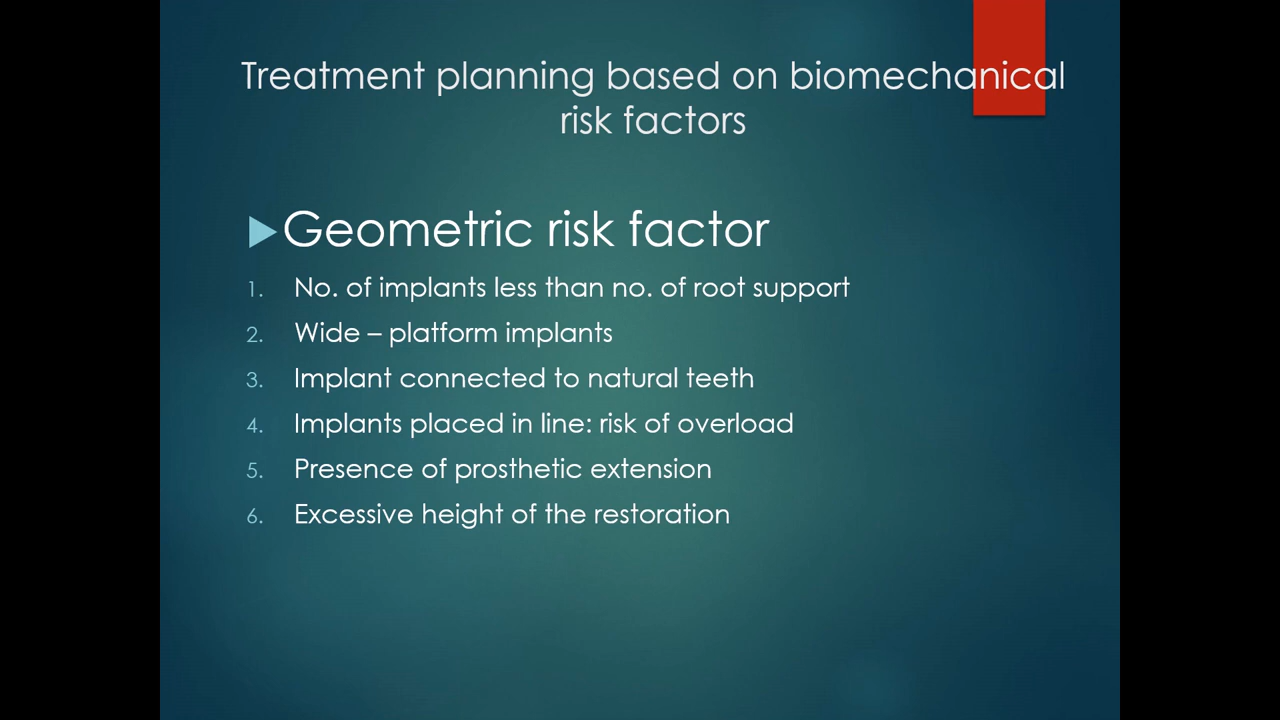 Treatment planning based on biomechanical
risk factors
Geometric risk factor
1. No. of implants less than no. of root support
2. Wide – platform implants
3. Implant connected to natural teeth
4. Implants placed in line: risk of overload
5. Presence of prosthetic extension
6. Excessive height of the restoration